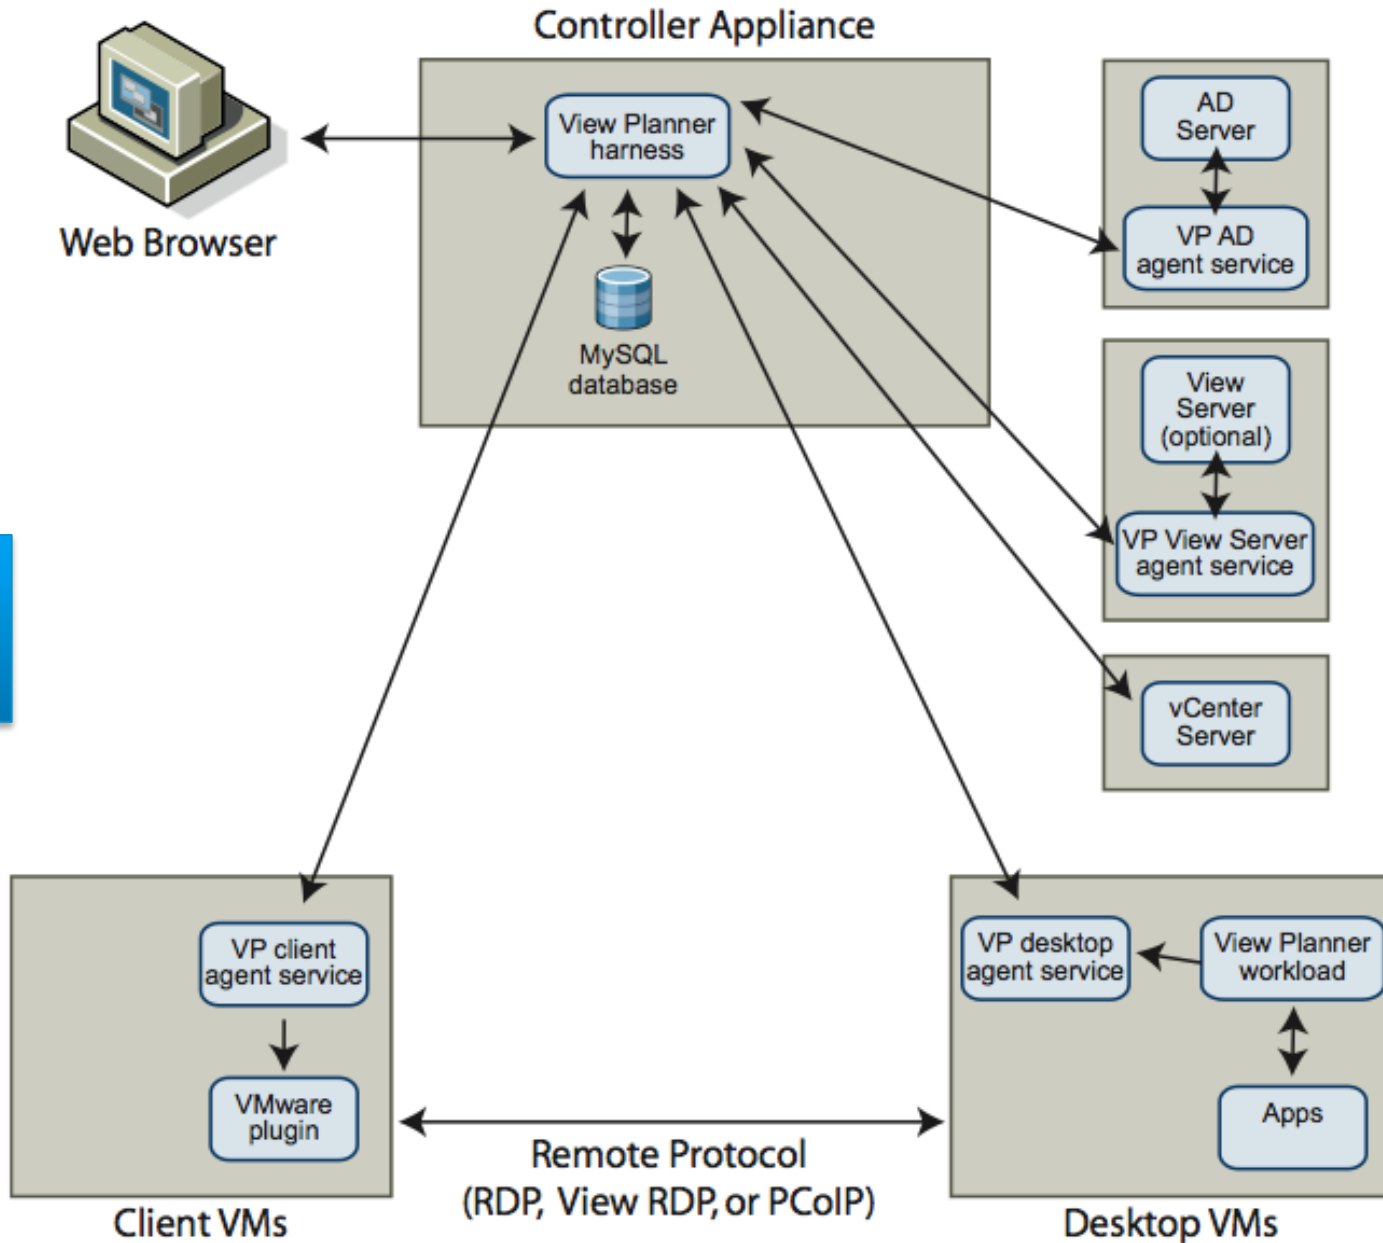 Controller Appliance
Web Browser
View Planner
harness
MySQL
database
AD
Server
VP AD
agent service
View
Server
(optional)
VP View Server
agent service
vCenter
Server
VP client
agent service
VMware
plugin
Client VMs
Remote Protocol
(RDP, View RDP, or PCoIP)
VP desktop
agent service
View Planner
workload
Apps
Desktop VMs